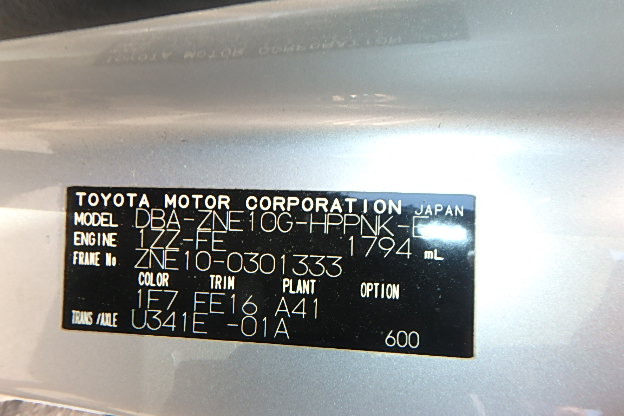 TOYOTA MOTOR CORPORATION JAPAN
MODEL DBA-ZNE10G-HPPNK-
ENGINE 1ZZ-FE 1794 mL
FRAME No ZNE10-0301333
COLOR TRIM PLANT OPTION
1F7 FE16 A41
TRANS/AXLE U341E -01A
600